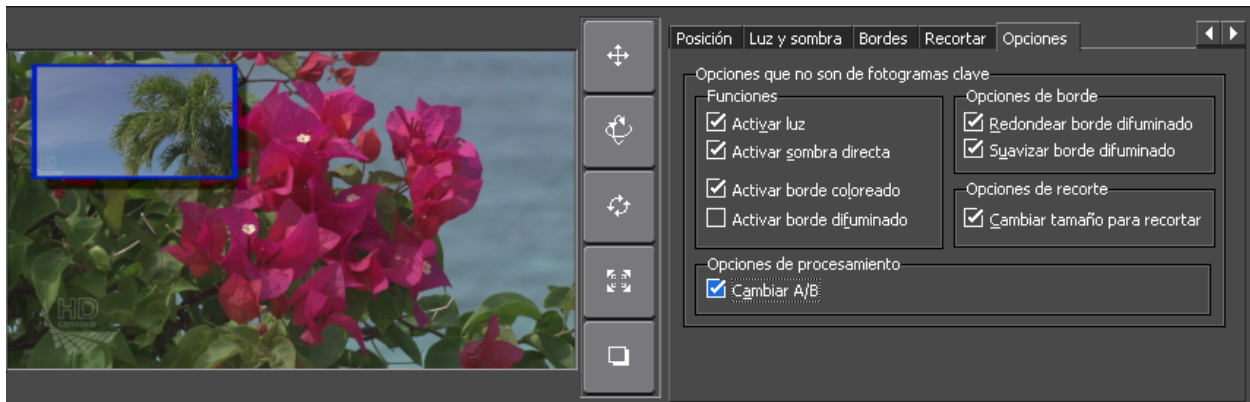 Posición Luz y sombra Bordes Recortar Opciones
Opciones que no son de fotogramas clave
Funciones
Activar luz
Activar sombra directa
Activar borde coloreado
Activar borde difuminado
Opciones de borde
Redondear borde difuminado
Suavizar borde difuminado
Opciones de recorte
Cambiar tamaño para recortar
Opciones de procesamiento
Cambiar A/B
HD
canopus